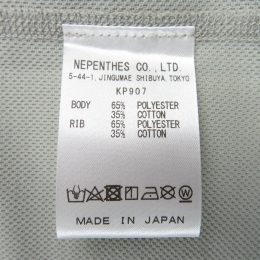 NEPENTHES CO., LTD.
5-44-1, JINGUMAE SHIBUYA, TOKYO
KP907
BODY 65% POLYESTER
35% COTTON
RIB 65% POLYESTER
35% COTTON
MADE IN JAPAN